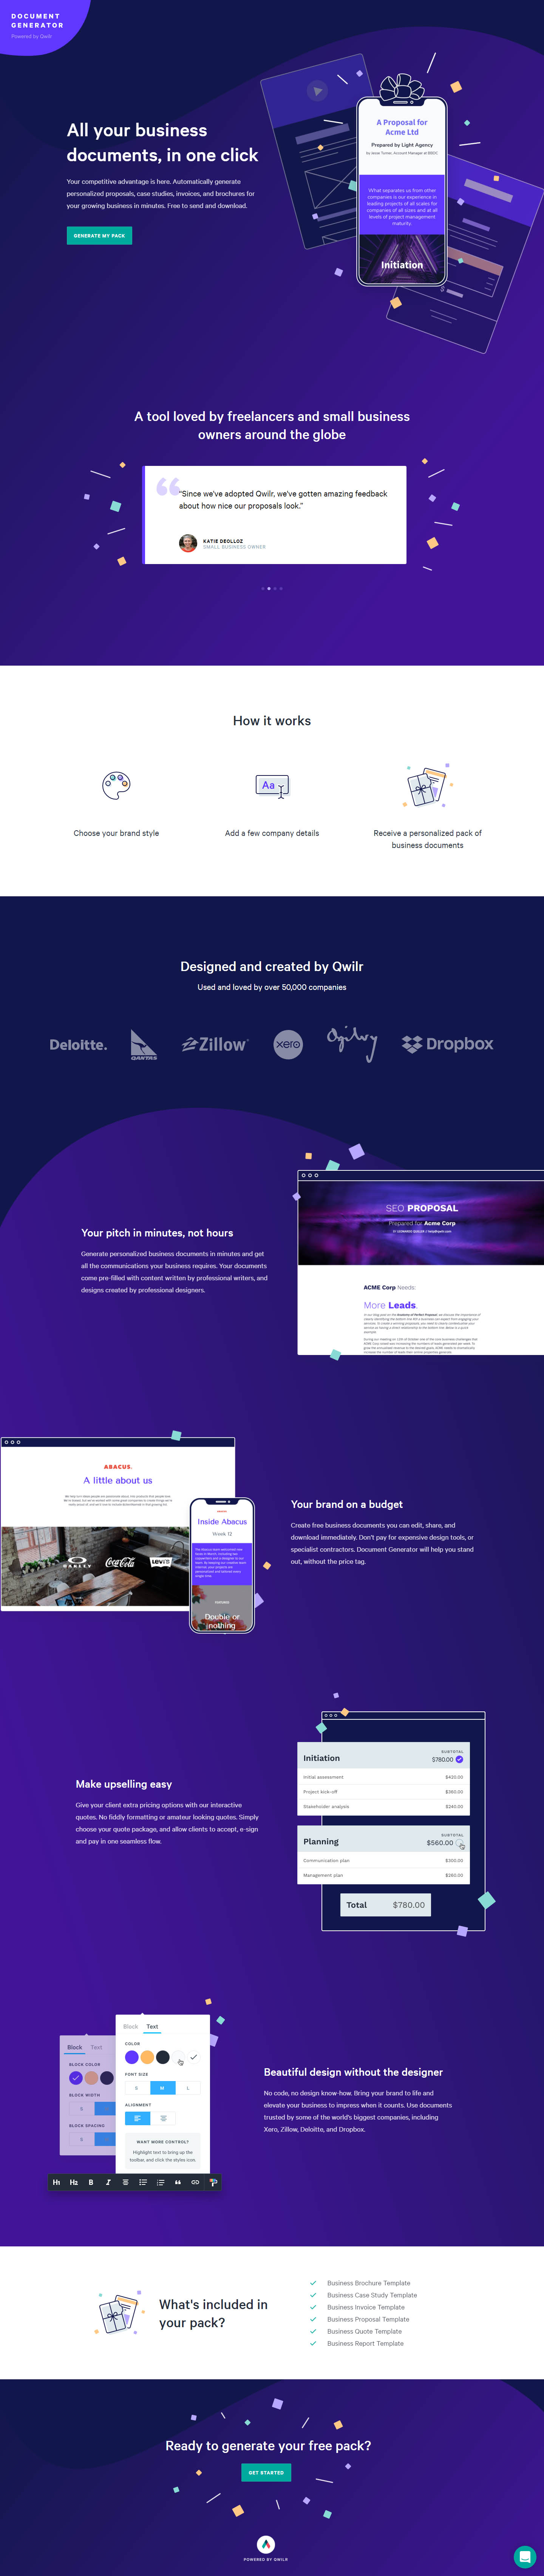 DOCUMENT
GENERATOR
Powered by Qwilr
All your business
documents, in one click
Your competitive advantage is here. Automatically generate
personalized proposals, case studies, invoices, and brochures for
your growing business in minutes. Free to send and download.
GENERATE MY PACK
A Proposal for
Acme Ltd
Prepared by Light Agency
What separates us from other
companies is our experience in
leading projects of all scales for
companies of all sizes and at all
levels of project management
maturity.
Initiation
A tool loved by freelancers and small business
owners around the globe
“Since we've adopted Qwilr, we've gotten amazing feedback
about how nice our proposals look.”
KATIE DEOLLOZ
SMALL BUSINESS OWNER
How it works
Aa
Choose your brand style
Add a few company details
Receive a personalized pack of
business documents
Designed and created by Qwilr
Used and loved by over 50,000 companies
Deloitte.
QANTAS
Zillow
xero
Ogilvy
Dropbox
SEO PROPOSAL
Prepared for Acme Corp
Your pitch in minutes, not hours
Generate personalized business documents in minutes and get
all the communications your business requires. Your documents
come pre-filled with content written by professional writers, and
designs created by professional designers.
ACME Corp Needs:
More Leads.
ABACUS.
A little about us
OAKLEY
Coca-Cola
Levi's
Inside Abacus
Week 12
Double or
nothing
Your brand on a budget
Create free business documents you can edit, share, and
download immediately. Don't pay for expensive design tools, or
specialist contractors. Document Generator will help you stand
out, without the price tag.
Make upselling easy
Give your client extra pricing options with our interactive
quotes. No fiddly formatting or amateur looking quotes. Simply
choose your quote package, and allow clients to accept, e-sign
and pay in one seamless flow.
SUBTOTAL
Initiation
$780.00
Initial assessment
$420.00
Project kick-off
$360.00
Stakeholder analysis
$240.00
SUBTOTAL
Planning
$560.00
Communication plan
$300.00
Management plan
$260.00
Total
$780.00
Block
Text
COLOR
FONT SIZE
S
M
L
ALIGNMENT
WANT MORE CONTROL?
Highlight text to bring up the
toolbar, and click the styles icon.
Block
Text
BLOCK COLOR
BLOCK WIDTH
S
BLOCK SPACING
S
H1
H2
B
I
Beautiful design without the designer
No code, no design know-how. Bring your brand to life and
elevate your business to impress when it counts. Use documents
trusted by some of the world's biggest companies, including
Xero, Zillow, Deloitte, and Dropbox.
What's included in
your pack?
Business Brochure Template
Business Case Study Template
Business Invoice Template
Business Proposal Template
Business Quote Template
Business Report Template
Ready to generate your free pack?
GET STARTED
POWERED BY QWILR